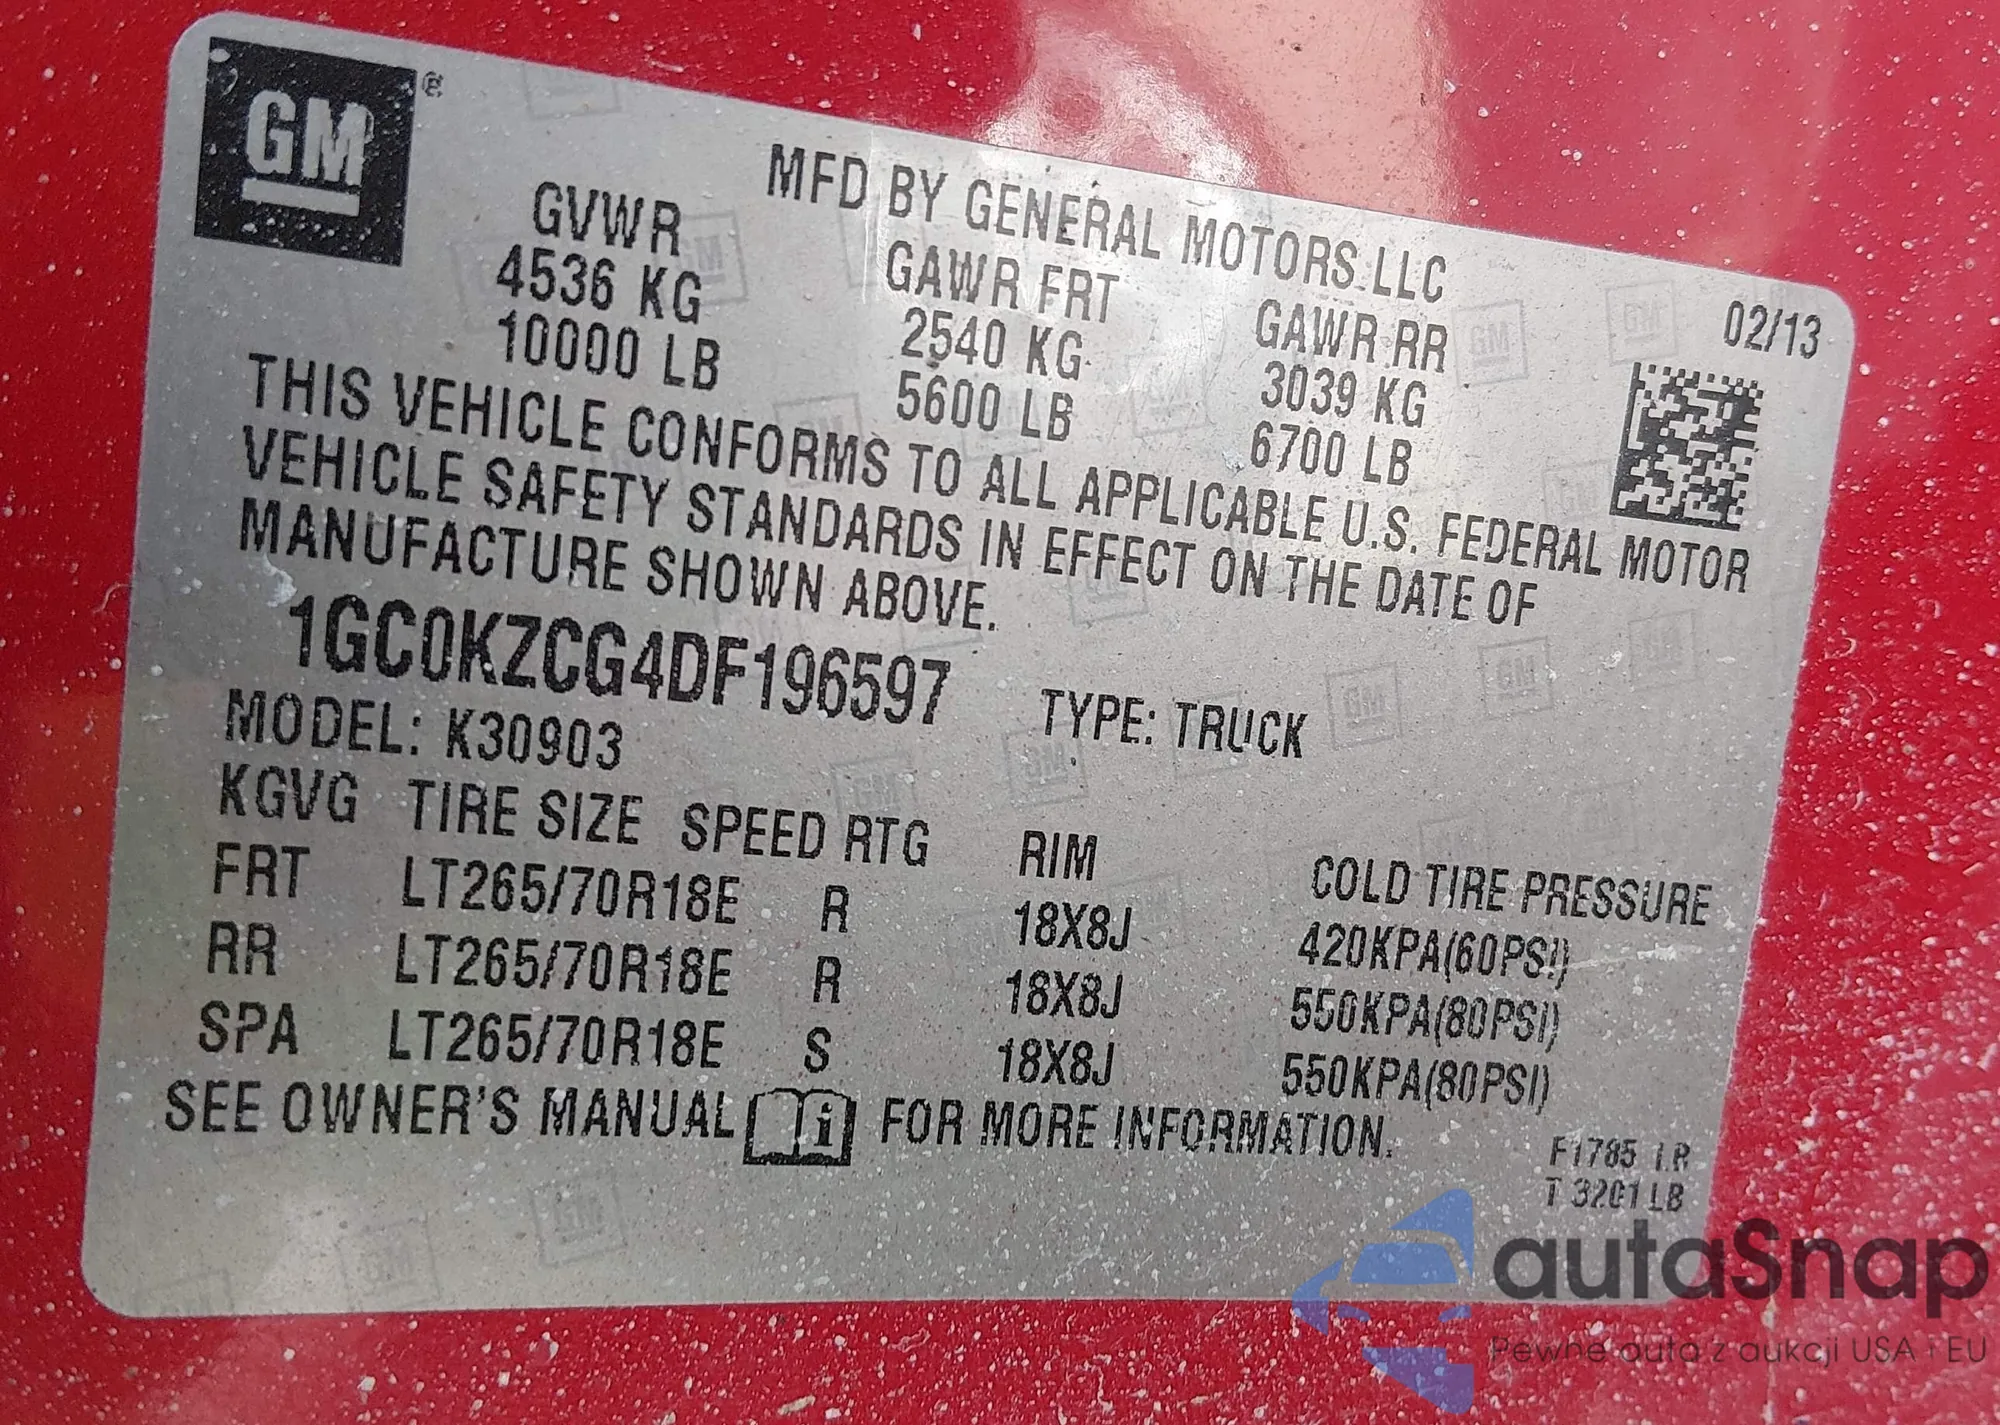 GM®
MFD BY GENERAL MOTORS LLC
GVWR GAWR FRT GAWR RR 02/13
4536 KG 2540 KG 3039 KG
10000 LB 5600 LB 6700 LB
THIS VEHICLE CONFORMS TO ALL APPLICABLE U.S. FEDERAL MOTOR
VEHICLE SAFETY STANDARDS IN EFFECT ON THE DATE OF
MANUFACTURE SHOWN ABOVE.
1GC0KZCG4DF196597 TYPE: TRUCK
MODEL: K30903
KGVG TIRE SIZE SPEED RTG RIM COLD TIRE PRESSURE
FRT LT265/70R18E R 18X8J 420KPA(60PSI)
RR LT265/70R18E R 18X8J 550KPA(80PSI)
SPA LT265/70R18E S 18X8J 550KPA(80PSI)
SEE OWNER'S MANUAL i FOR MORE INFORMATION.
F1785 LB
T 3201 LB
autaSnap
Pewne auta z aukcji USA i EU